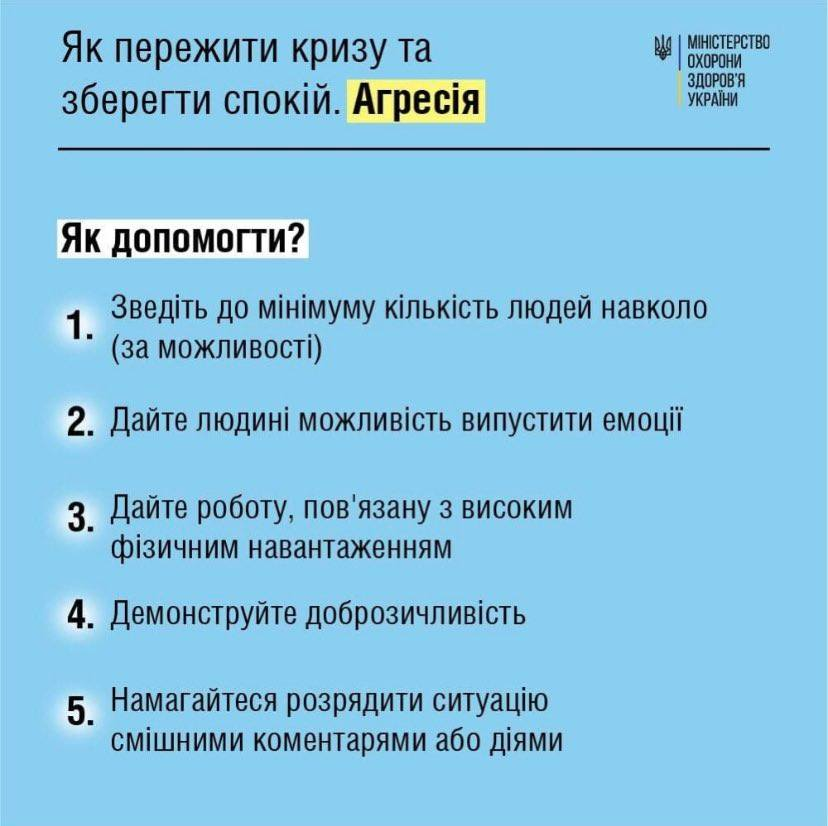 Як пережити кризу та
зберегти спокій. Агресія
МІНІСТЕРСТВО
ОХОРОНИ
ЗДОРОВ'Я
УКРАЇНИ
Як допомогти?
1. Зведіть до мінімуму кількість людей навколо
(за можливості)
2. Дайте людині можливість випустити емоції
3. Дайте роботу, пов'язану з високим
фізичним навантаженням
4. Демонструйте доброзичливість
5. Намагайтеся розрядити ситуацію
смішними коментарями або діями